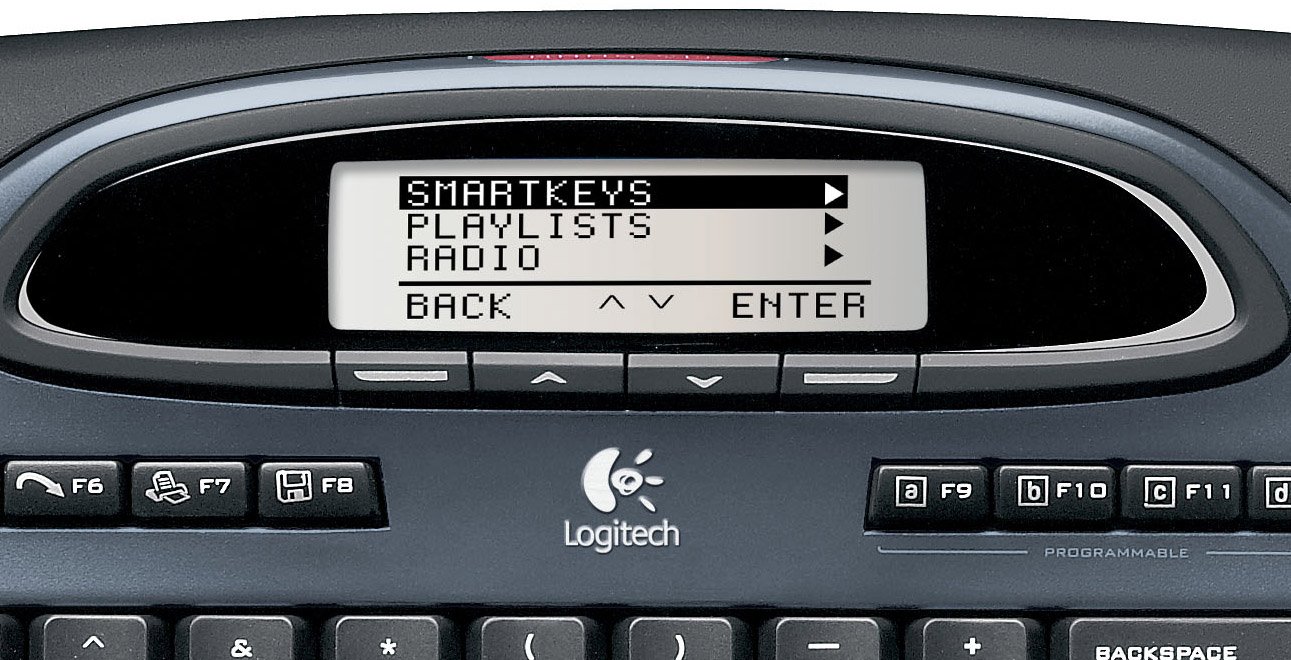 SMARTKEYS
PLAYLISTS
RADIO
BACK ENTER
F6 F7 F8
a F9 b F10 c F11 d
Logitech
PROGRAMMABLE
^ & * ( ) — + BACKSPACE